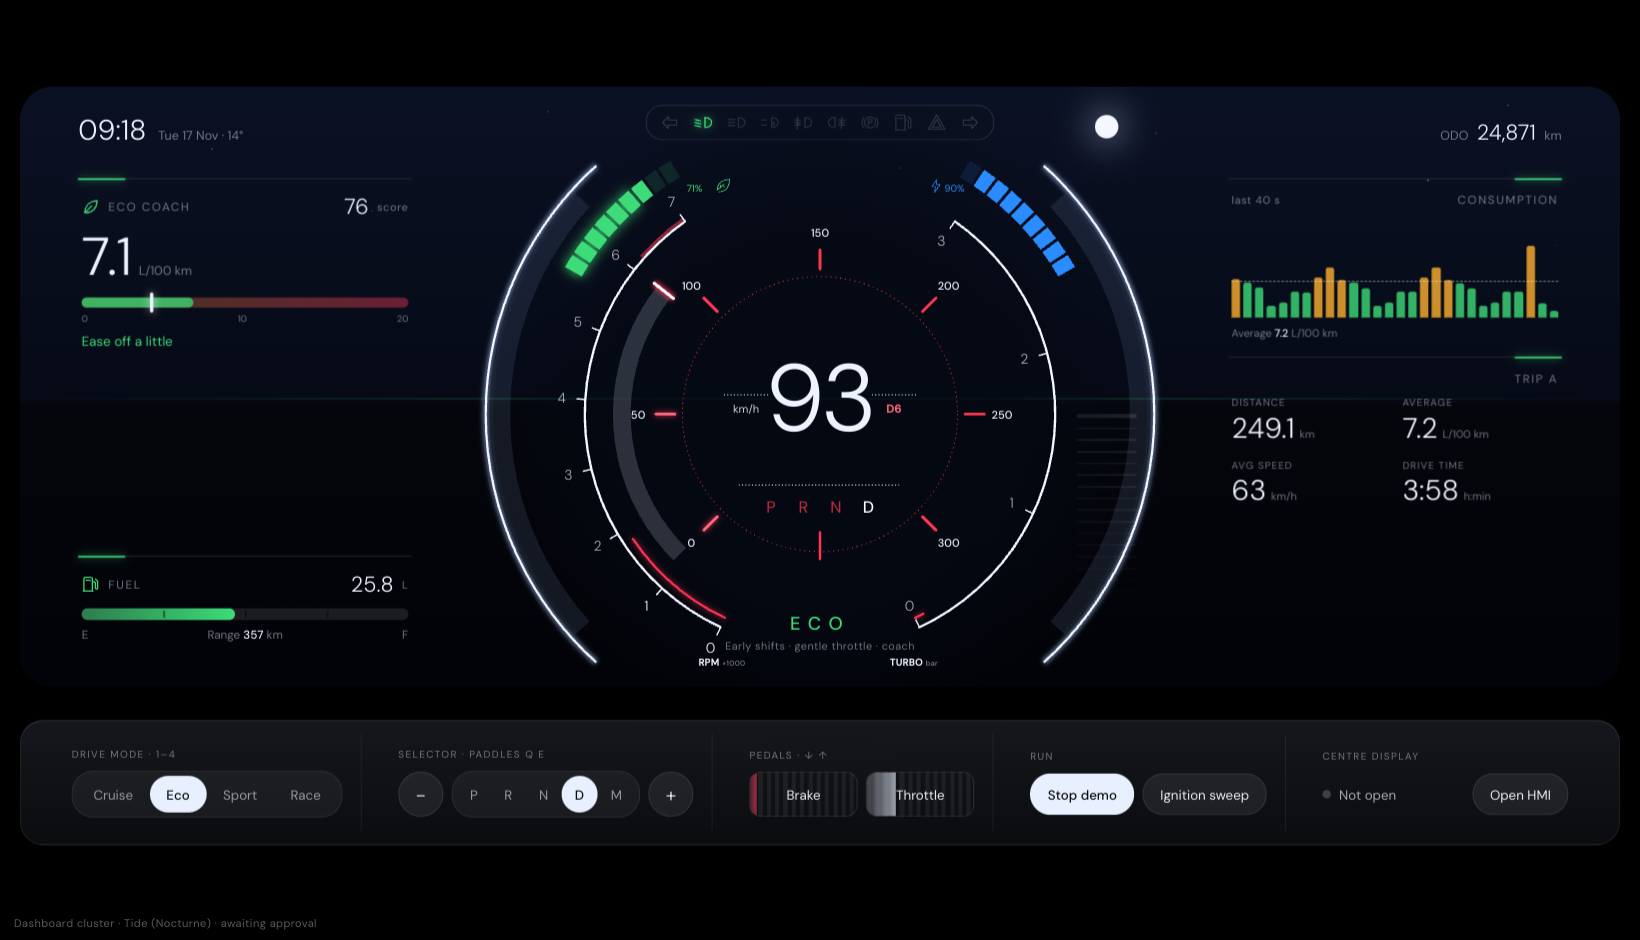 09:18 Tue 17 Nov · 14°
ODO 24,871 km
ECO COACH 76 score
7.1 L/100 km
0 10 20
Ease off a little
FUEL 25.8 L
E Range 357 km F
71%
90%
7
6
5
4
3
2
1
0
RPM ×1000
150
100
200
50
250
0
300
93
km/h
D6
P R N D
ECO
Early shifts · gentle throttle · coach
3
2
1
0
TURBO bar
last 40 s CONSUMPTION
Average 7.2 L/100 km
TRIP A
DISTANCE AVERAGE
249.1 km 7.2 L/100 km
AVG SPEED DRIVE TIME
63 km/h 3:58 h:min
DRIVE MODE · 1–4
Cruise Eco Sport Race
SELECTOR · PADDLES Q E
− P R N D M +
PEDALS · ↓ ↑
Brake Throttle
RUN
Stop demo Ignition sweep
CENTRE DISPLAY
Not open Open HMI
Dashboard cluster · Tide (Nocturne) · awaiting approval